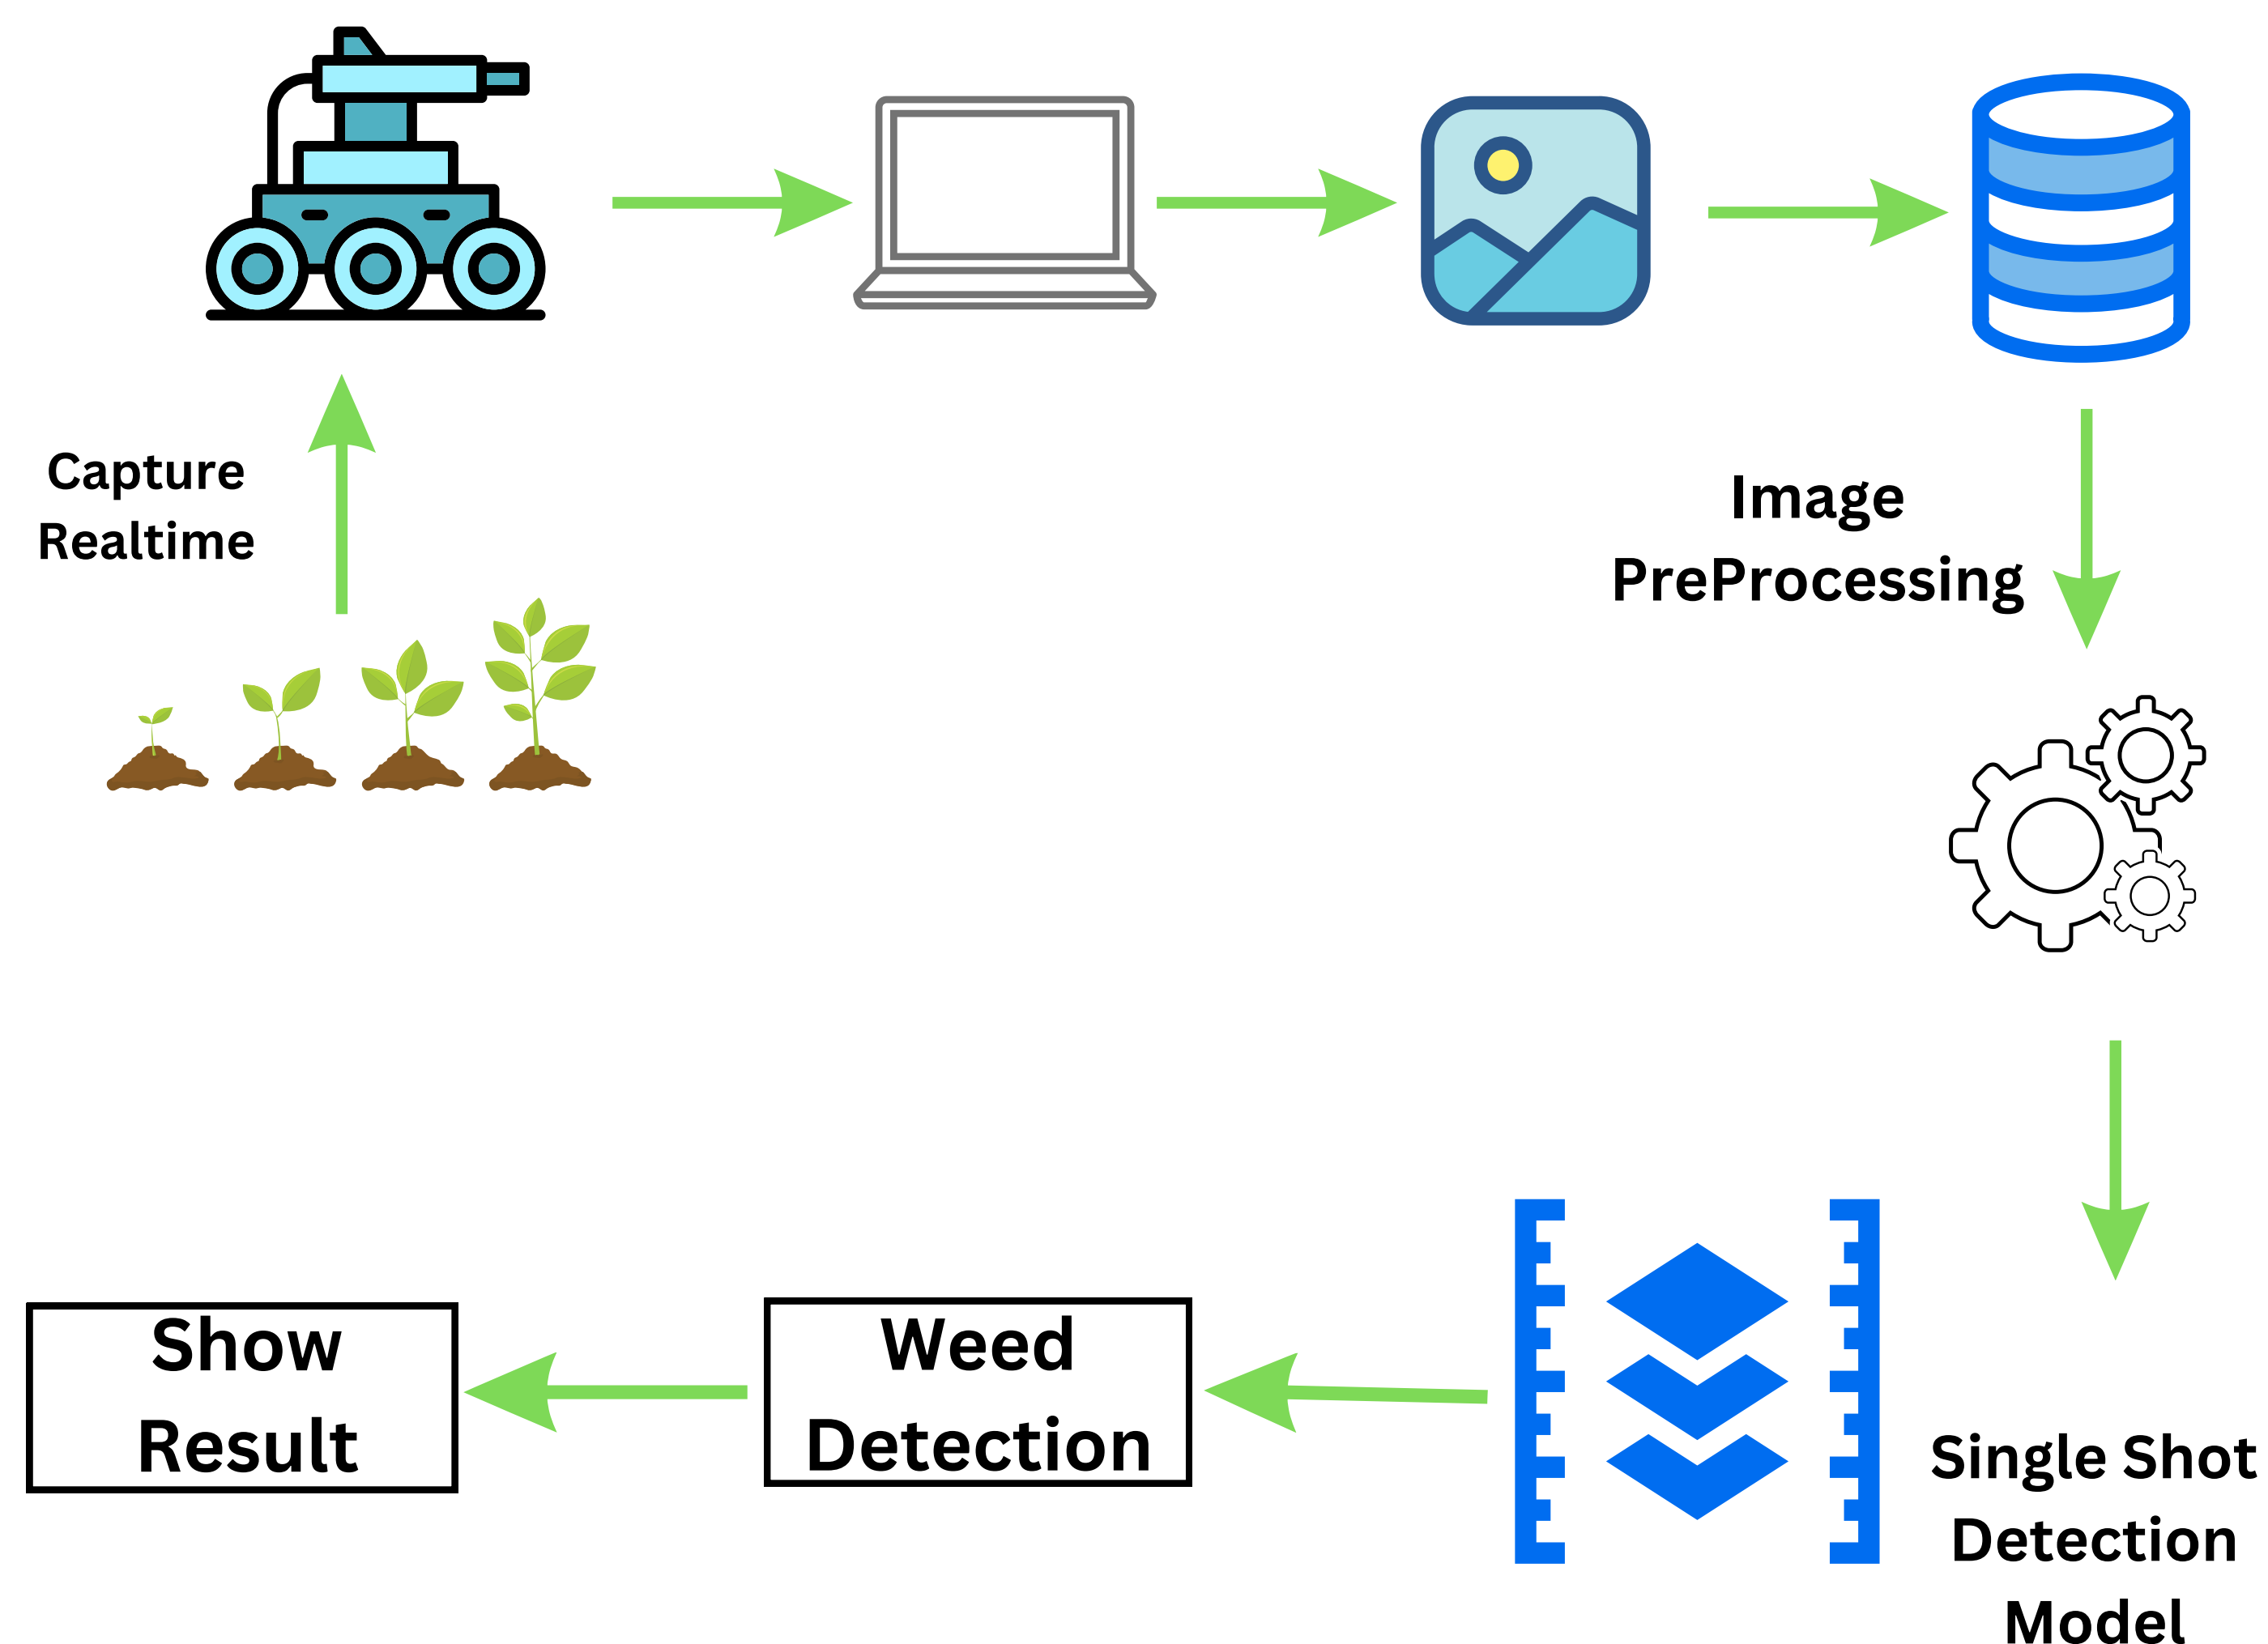 Capture
Realtime
Image
PreProcessing
Single Shot
Detection
Model
Weed
Detection
Show
Result